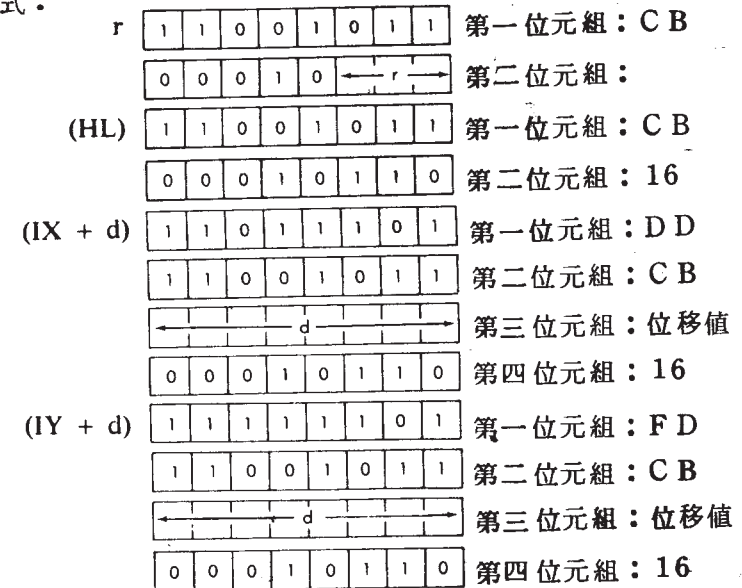 式：
r 1 1 0 0 1 0 1 1 第一位元組：CB
0 0 0 1 0 r 第二位元組：
(HL) 1 1 0 0 1 0 1 1 第一位元組：CB
0 0 0 1 0 1 1 0 第二位元組：16
(IX + d) 1 1 0 1 1 1 0 1 第一位元組：DD
1 1 0 0 1 0 1 1 第二位元組：CB
d 第三位元組：位移値
0 0 0 1 0 1 1 0 第四位元組：16
(IY + d) 1 1 1 1 1 1 0 1 第一位元組：FD
1 1 0 0 1 0 1 1 第二位元組：CB
d 第三位元組：位移値
0 0 0 1 0 1 1 0 第四位元組：16